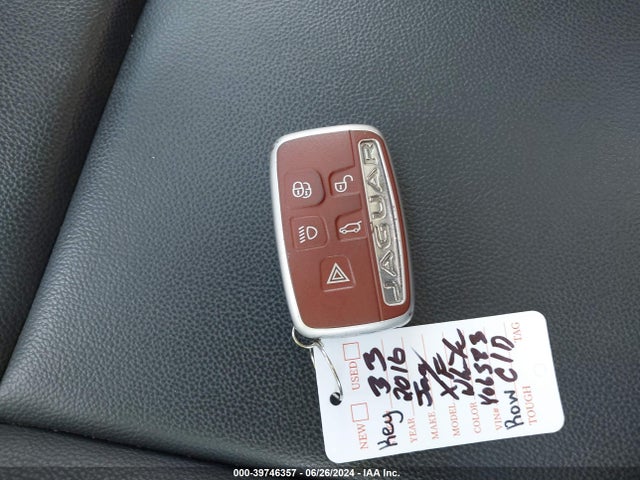 JAGUAR
NEW USED
Key 33
YEAR 2016
MAKE Jag
MODEL XF
COLOR
VIN#
Row C/D
TOUGH TAG
000-39746357 - 06/26/2024 - IAA Inc.